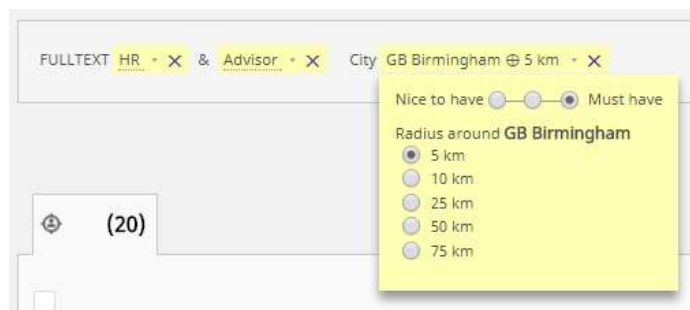 FULLTEXT HR & Advisor City GB Birmingham 5 km
Nice to have Must have
Radius around GB Birmingham
5 km
10 km
25 km
50 km
75 km
(20)